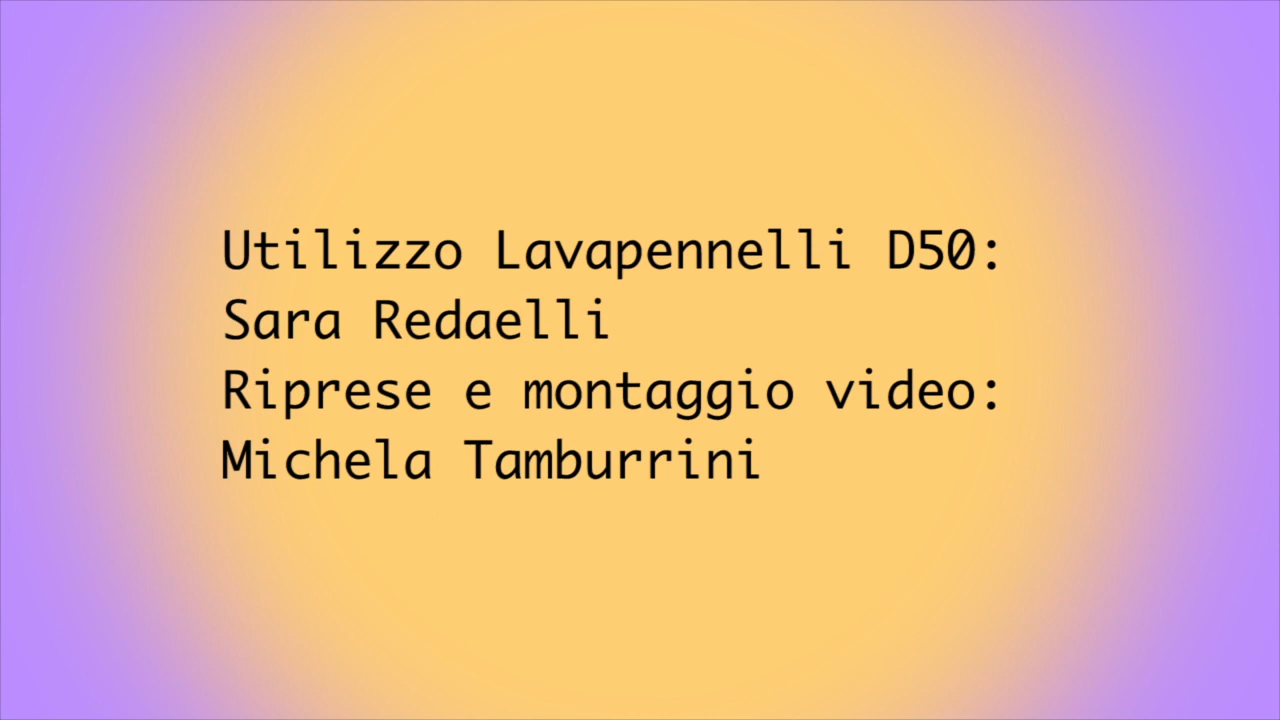 Utilizzo Lavapennelli D50:
Sara Redaelli
Riprese e montaggio video:
Michela Tamburrini